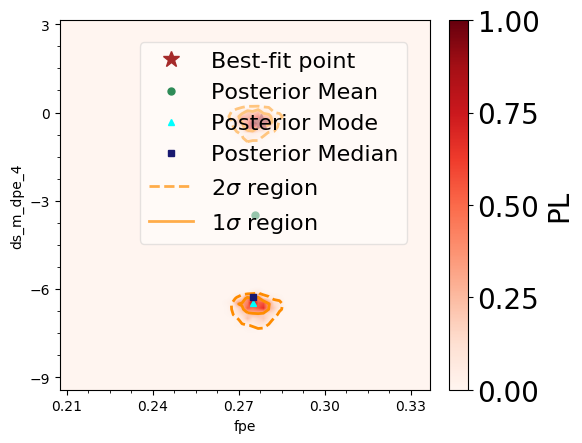 3
0
−3
−6
−9
ds_m_dpe_4
Best-fit point
Posterior Mean
Posterior Mode
Posterior Median
2σ region
1σ region
0.21 0.24 0.27 0.30 0.33
fpe
1.00
0.75
0.50
0.25
0.00
PL